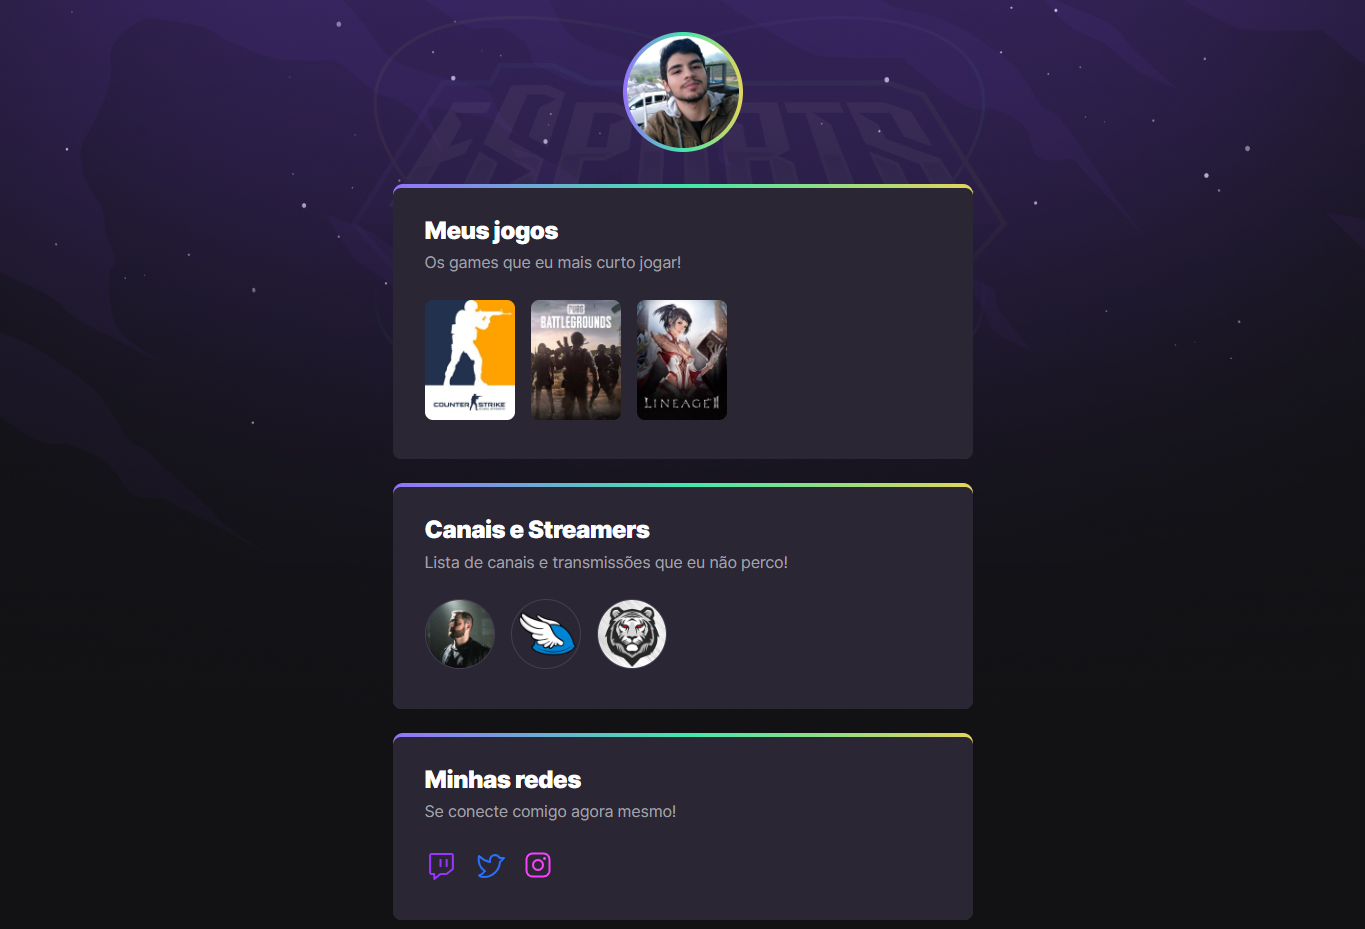 ESPORTS
Meus jogos
Os games que eu mais curto jogar!
COUNTER STRIKE
PUBG
BATTLEGROUNDS
LINEAGE II
Canais e Streamers
Lista de canais e transmissões que eu não perco!
Minhas redes
Se conecte comigo agora mesmo!